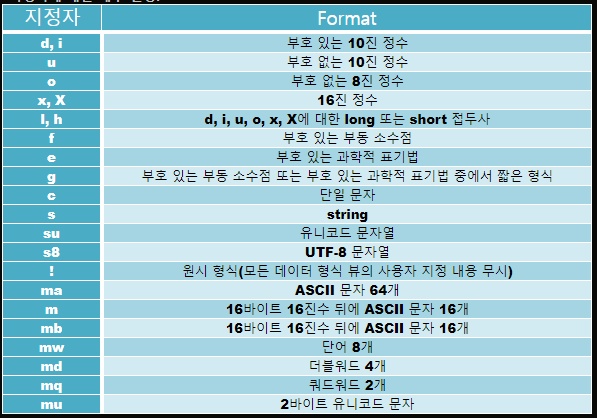 지정자 Format
d, i 부호 있는 10진 정수
u 부호 없는 10진 정수
o 부호 없는 8진 정수
x, X 16진 정수
l, h d, i, u, o, x, X에 대한 long 또는 short 접두사
f 부호 있는 부동 소수점
e 부호 있는 과학적 표기법
g 부호 있는 부동 소수점 또는 부호 있는 과학적 표기법 중에서 짧은 형식
c 단일 문자
s string
su 유니코드 문자열
s8 UTF-8 문자열
! 원시 형식(모든 데이터 형식 뷰의 사용자 지정 내용 무시)
ma ASCII 문자 64개
m 16바이트 16진수 뒤에 ASCII 문자 16개
mb 16바이트 16진수 뒤에 ASCII 문자 16개
mw 단어 8개
md 더블워드 4개
mq 쿼드워드 2개
mu 2바이트 유니코드 문자